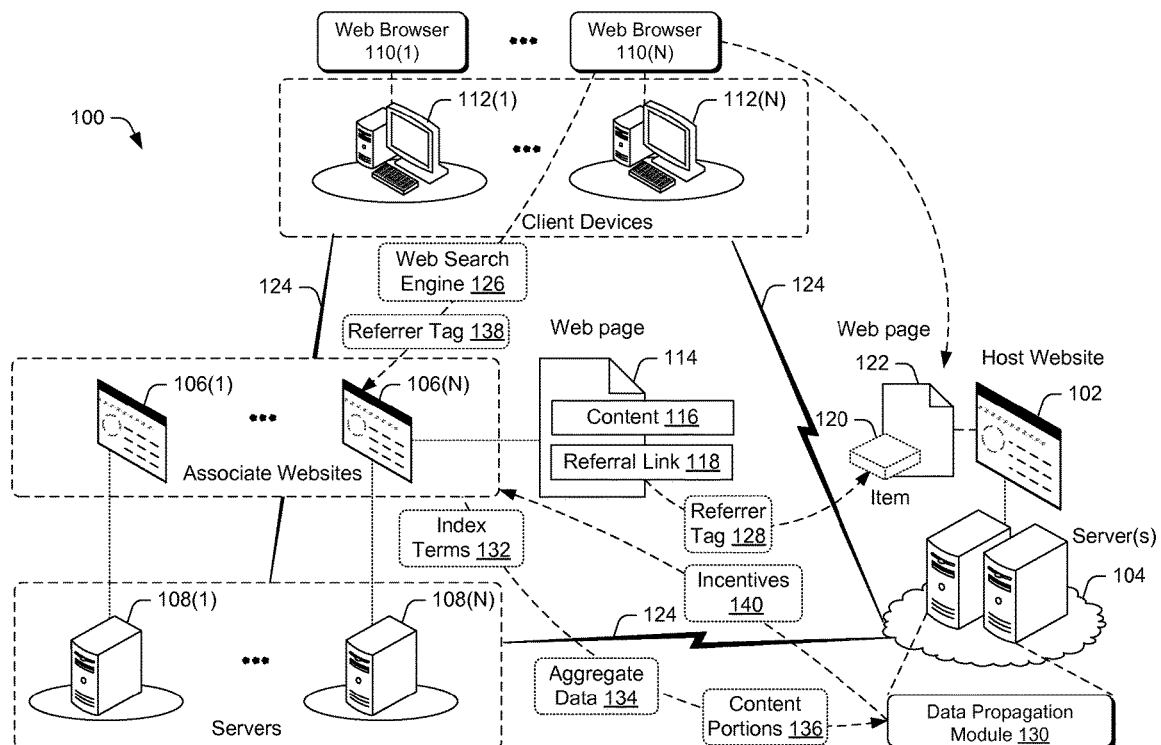 Web Browser
110(1)
Web Browser
110(N)
100
112(1)
112(N)
Client Devices
Web Search
Engine 126
124
124
Referrer Tag 138
Web page
114
Web page
122
Host Website
102
106(1)
106(N)
Content 116
120
Referral Link 118
Associate Websites
Item
Index
Terms 132
Referrer
Tag 128
Server(s)
104
Incentives
140
108(1)
108(N)
124
Aggregate
Data 134
Content
Portions 136
Data Propagation
Module 130
Servers